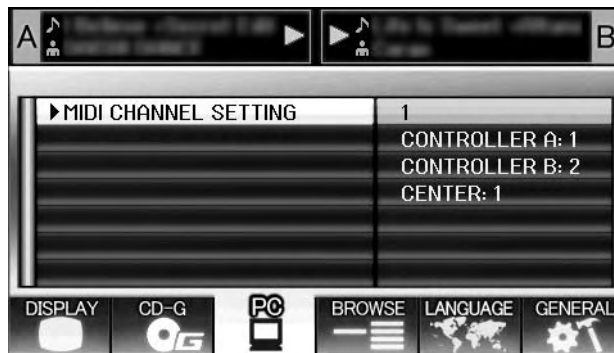 A
B
MIDI CHANNEL SETTING
1
CONTROLLER A: 1
CONTROLLER B: 2
CENTER: 1
DISPLAY
CD-G
PC
BROWSE
LANGUAGE
GENERAL